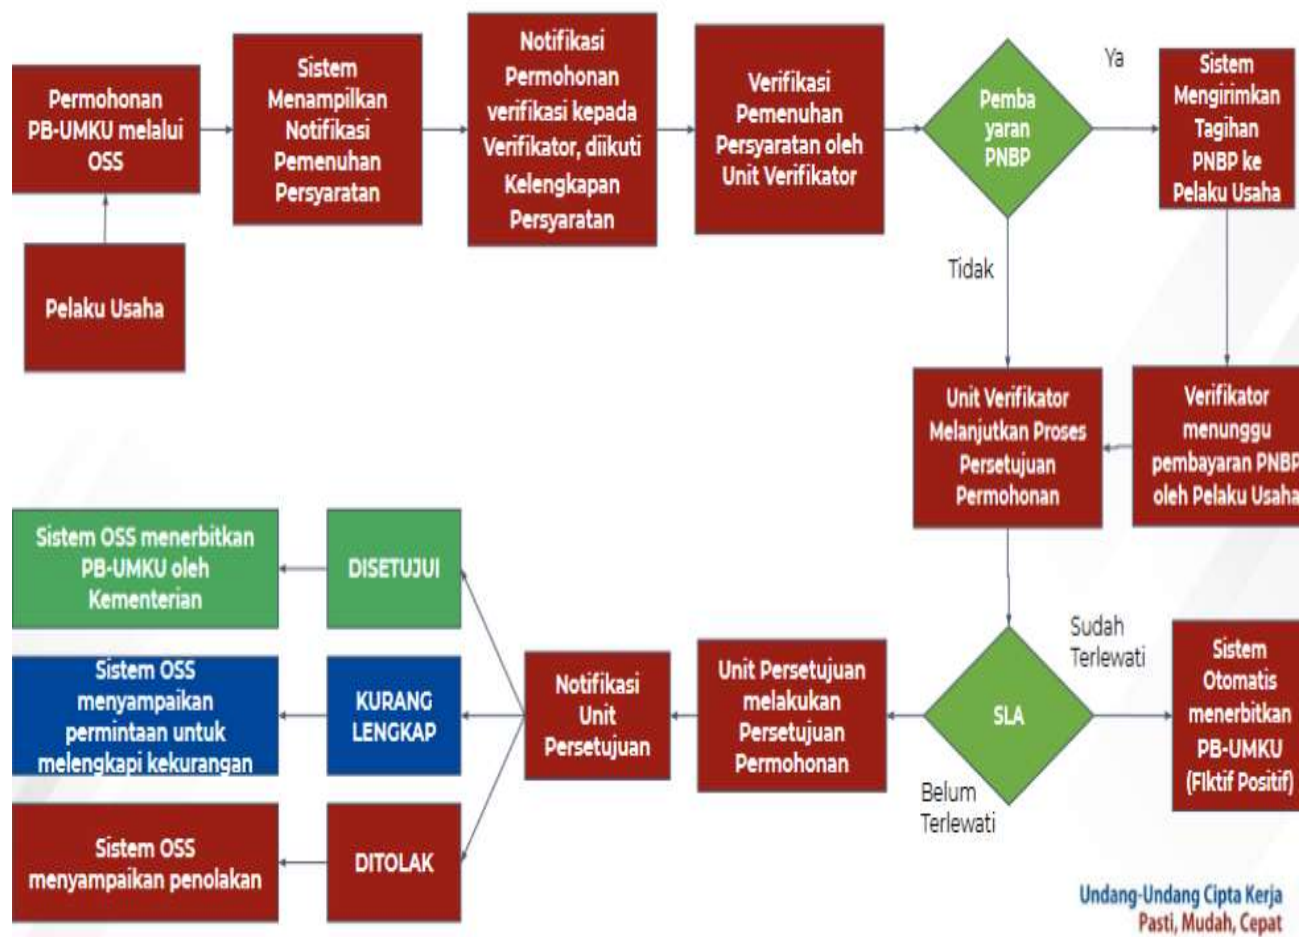 Permohonan
PB-UMKU melalui
OSS
Sistem
Menampilkan
Notifikasi
Pemenuhan
Persyaratan
Notifikasi
Permohonan
verifikasi kepada
Verifikator, diikuti
Kelengkapan
Persyaratan
Verifikasi
Pemenuhan
Persyaratan oleh
Unit Verifikator
Pemba
yaran
PNBP
Ya
Sistem
Mengirimkan
Tagihan
PNBP ke
Pelaku Usaha
Pelaku Usaha
Tidak
Unit Verifikator
Melanjutkan Proses
Persetujuan
Permohonan
Verifikator
menunggu
pembayaran PNBP
oleh Pelaku Usaha
Sistem OSS menerbitkan
PB-UMKU oleh
Kementerian
DISETUJUI
Sistem OSS
menyampaikan
permintaan untuk
melengkapi kekurangan
KURANG
LENGKAP
Notifikasi
Unit
Persetujuan
Unit Persetujuan
melakukan
Persetujuan
Permohonan
SLA
Sudah
Terlewati
Sistem
Otomatis
menerbitkan
PB-UMKU
(FIktif Positif)
Belum
Terlewati
Sistem OSS
menyampaikan penolakan
DITOLAK
Undang-Undang Cipta Kerja
Pasti, Mudah, Cepat